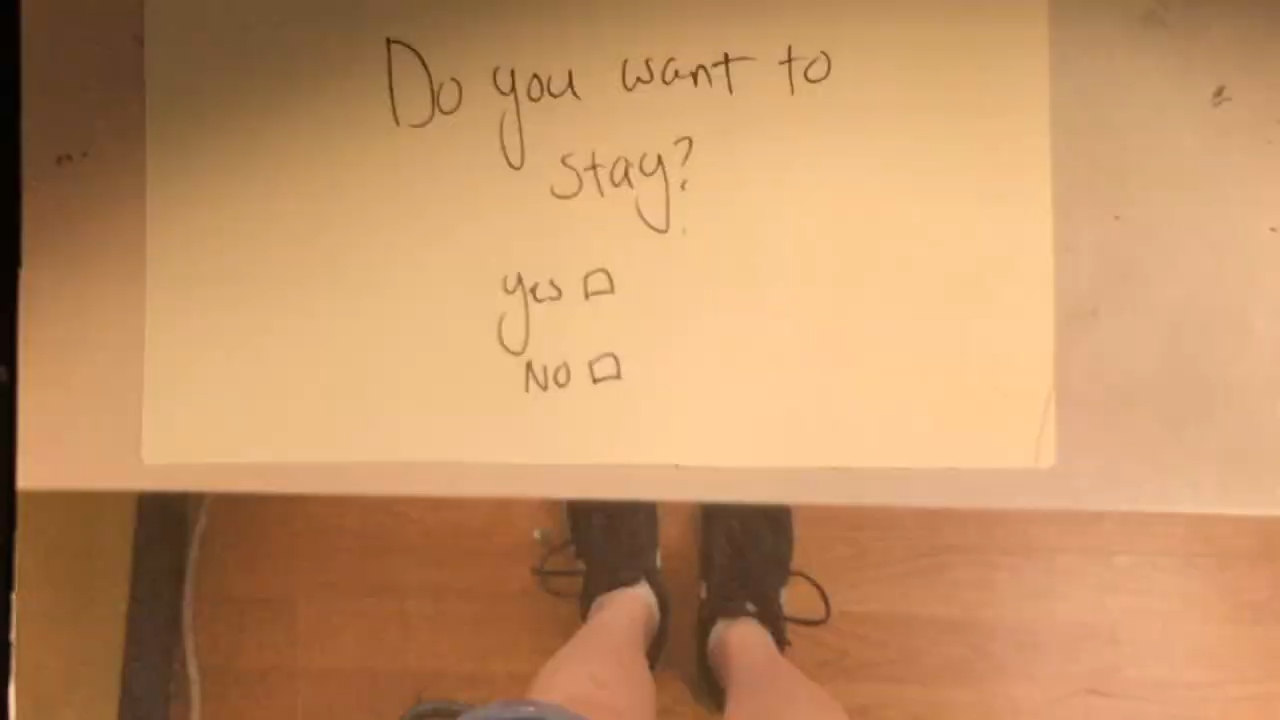 Do you want to
stay?
yes □
NO □